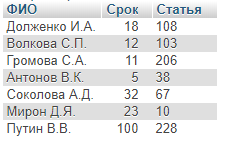 ФИО Срок Статья
Долженко И.А. 18 108
Волкова С.П. 12 103
Громова С.А. 11 206
Антонов В.К. 5 38
Соколова А.Д. 32 67
Мирон Д.Я. 23 10
Путин В.В. 100 228